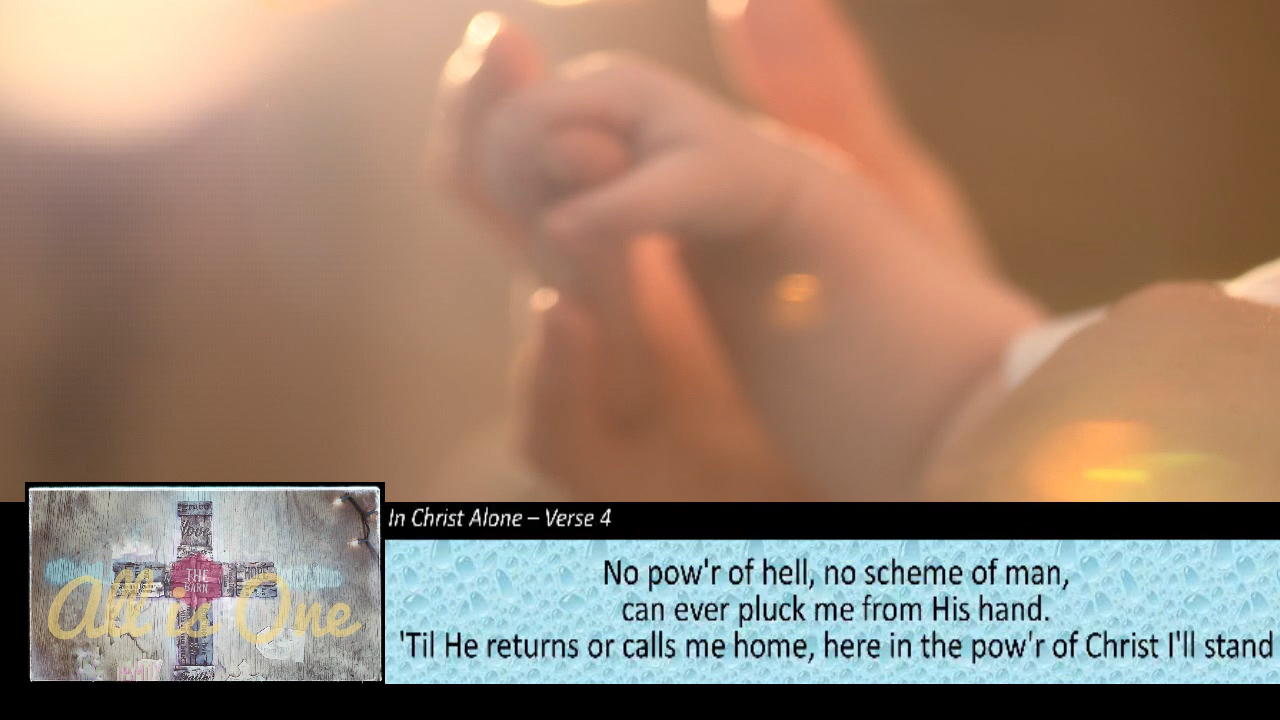 In Christ Alone – Verse 4
No pow'r of hell, no scheme of man,
can ever pluck me from His hand.
'Til He returns or calls me home, here in the pow'r of Christ I'll stand
Love
THE
BARN
All is One